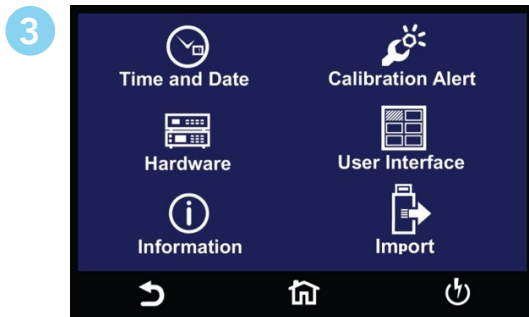 3
Time and Date
Calibration Alert
Hardware
User Interface
Information
Import